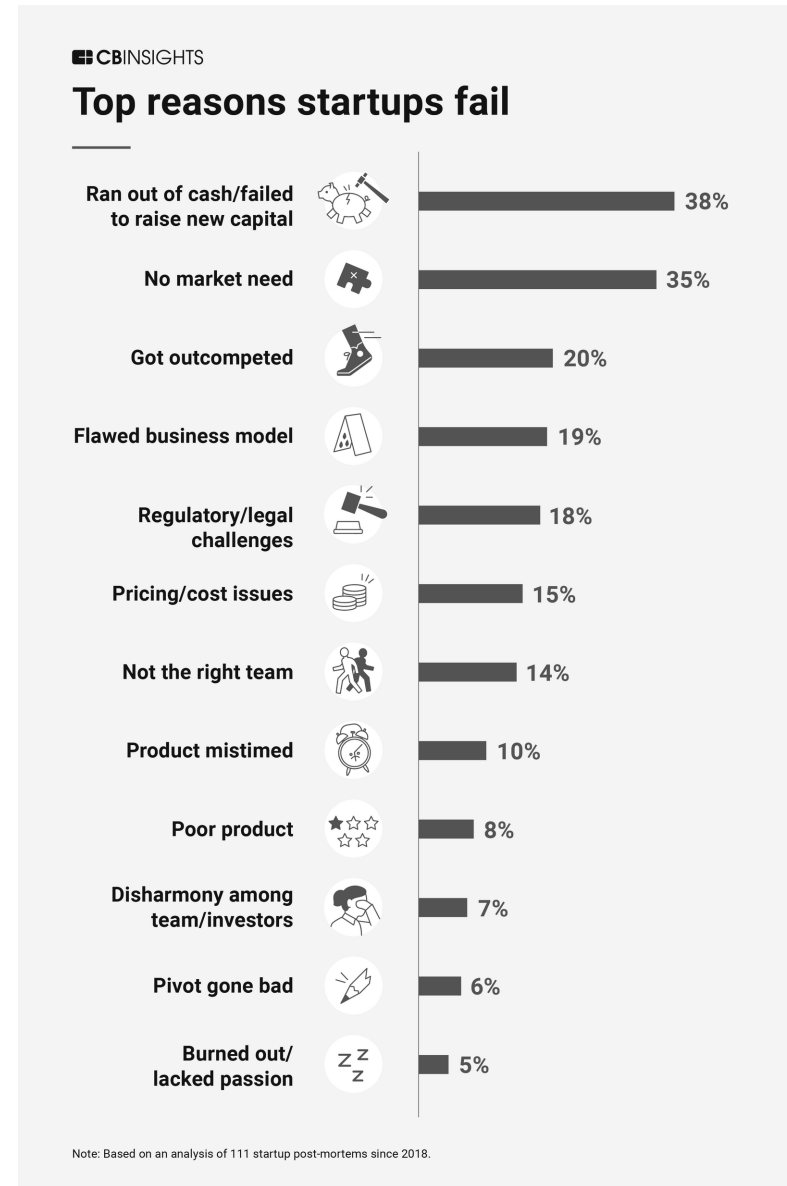 CBINSIGHTS
Top reasons startups fail
Ran out of cash/failed
to raise new capital
38%
No market need
35%
Got outcompeted
20%
Flawed business model
19%
Regulatory/legal
challenges
18%
Pricing/cost issues
15%
Not the right team
14%
Product mistimed
10%
Poor product
8%
Disharmony among
team/investors
7%
Pivot gone bad
6%
Burned out/
lacked passion
Z Z
Z
5%
Note: Based on an analysis of 111 startup post-mortems since 2018.